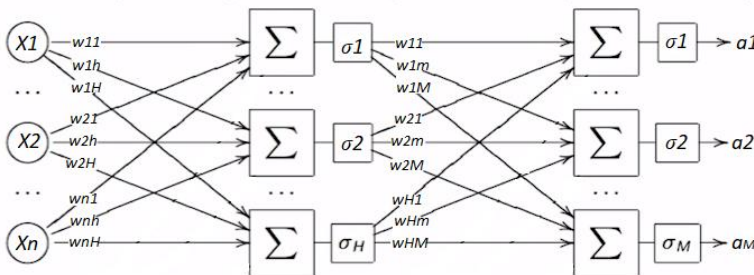 X1 w11 Σ σ1 w11 Σ σ1 a1
w1h w1m
w1H w1M
... ... ...
X2 w21 Σ σ2 w21 Σ σ2 a2
w2h w2m
w2H w2M
... ... ...
wn1 wH1
wnh wHm
Xn wnH Σ σH wHM Σ σM aM